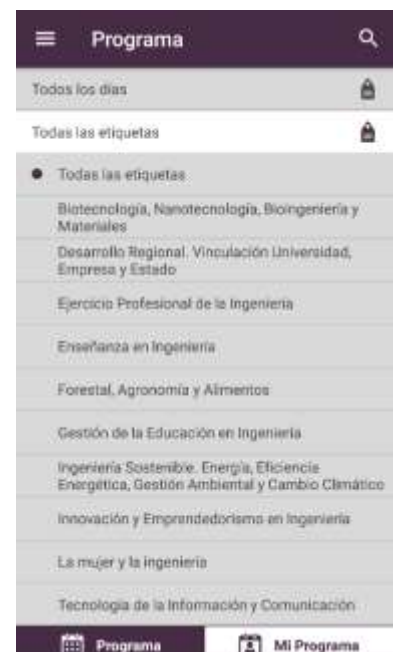 Programa
Todos los días
Todas las etiquetas
Todas las etiquetas
Biotecnología, Nanotecnología, Bioingeniería y
Materiales
Desarrollo Regional. Vinculación Universidad,
Empresa y Estado
Ejercicio Profesional de la Ingeniería
Enseñanza en Ingeniería
Forestal, Agronomía y Alimentos
Gestión de la Educación en Ingeniería
Ingeniería Sostenible. Energía, Eficiencia
Energética, Gestión Ambiental y Cambio Climático
Innovación y Emprendedorismo en Ingeniería
La mujer y la ingeniería
Tecnología de la Información y Comunicación
Programa
Mi Programa